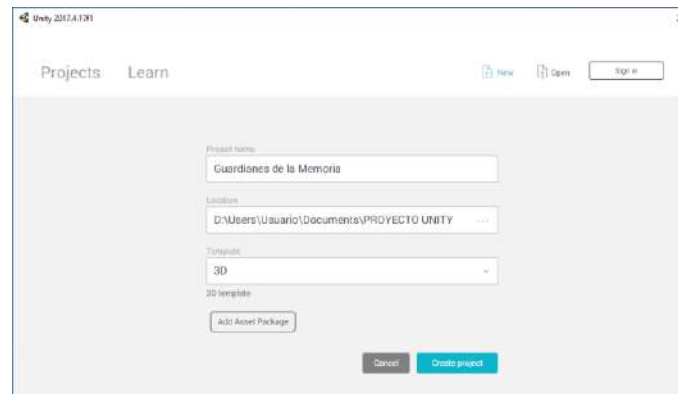 Unity 2017.4.17f1
Projects Learn New Open Sign in
Project name
Guardianes de la Memoria
Location
D:\Users\Usuario\Documents\PROYECTO UNITY ...
Template
3D
3D template
Add Asset Package
Cancel Create project